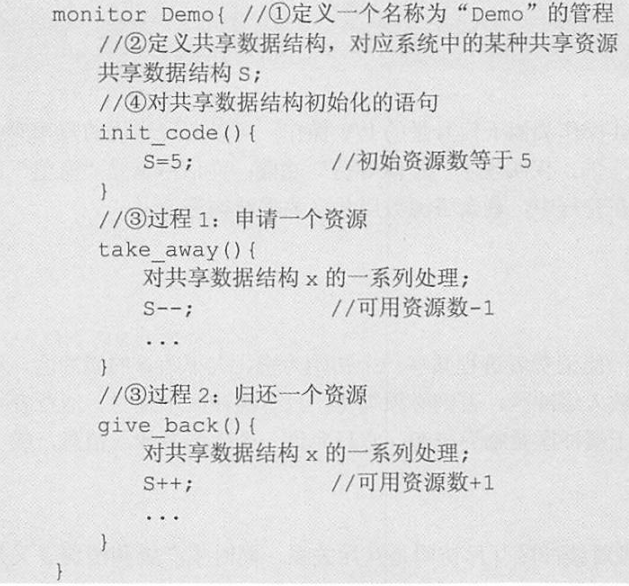 monitor Demo{ //①定义一个名称为“Demo”的管程
//②定义共享数据结构，对应系统中的某种共享资源
共享数据结构 S;
//④对共享数据结构初始化的语句
init_code(){
S=5; //初始资源数等于 5
}
//③过程 1：申请一个资源
take_away(){
对共享数据结构 x 的一系列处理;
S--; //可用资源数-1
...
}
//③过程 2：归还一个资源
give_back(){
对共享数据结构 x 的一系列处理;
S++; //可用资源数+1
...
}
}